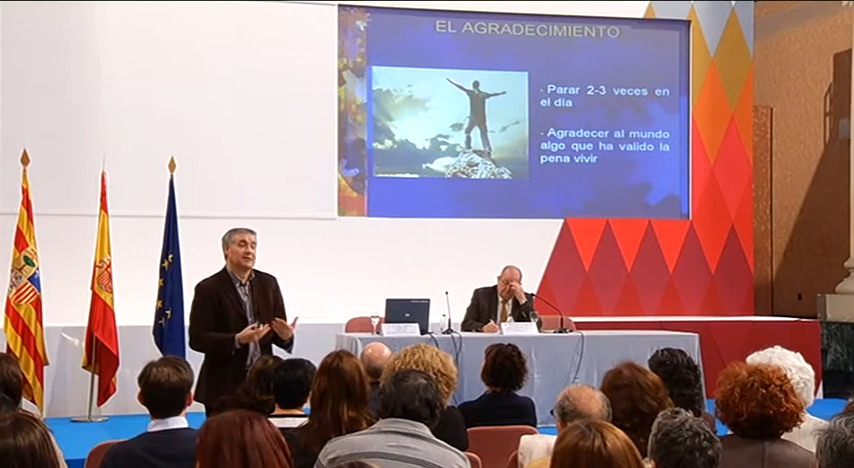 EL AGRADECIMIENTO
· Parar 2-3 veces en
el día
· Agradecer al mundo
algo que ha valido la
pena vivir